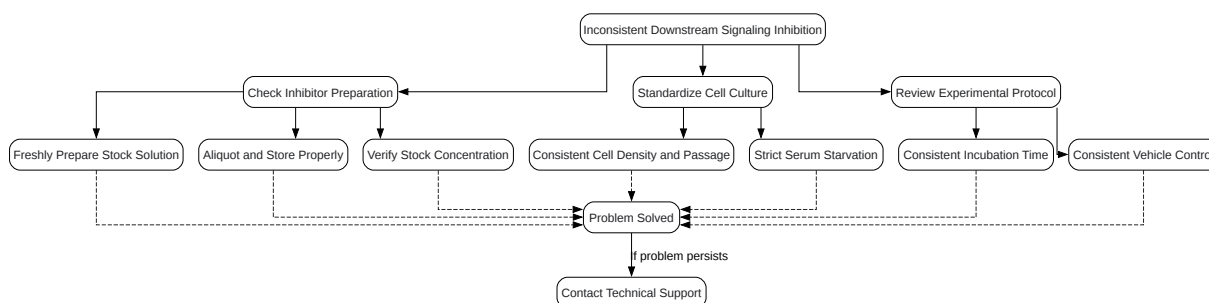 Inconsistent Downstream Signaling Inhibition
Check Inhibitor Preparation
Standardize Cell Culture
Review Experimental Protocol
Freshly Prepare Stock Solution
Aliquot and Store Properly
Verify Stock Concentration
Consistent Cell Density and Passage
Strict Serum Starvation
Consistent Incubation Time
Consistent Vehicle Control
Problem Solved
If problem persists
Contact Technical Support